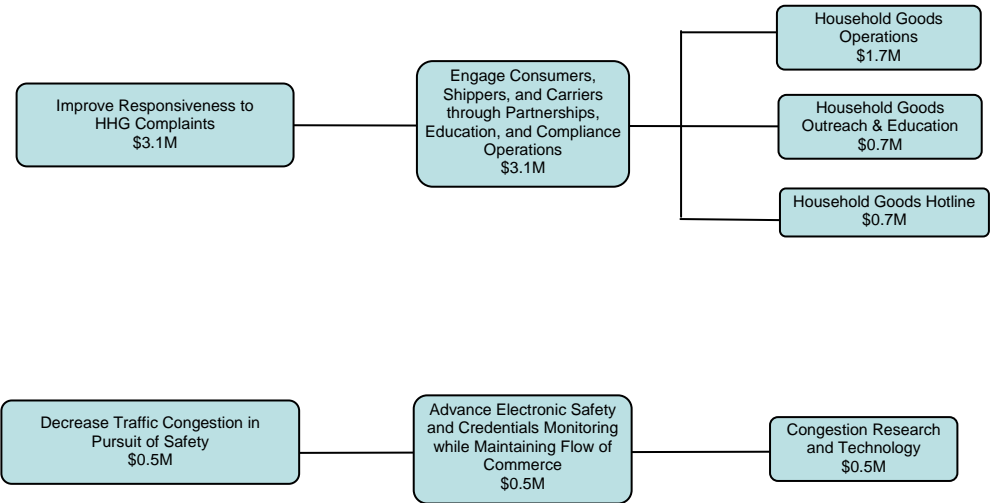 Improve Responsiveness to
HHG Complaints
$3.1M
Engage Consumers,
Shippers, and Carriers
through Partnerships,
Education, and Compliance
Operations
$3.1M
Household Goods
Operations
$1.7M
Household Goods
Outreach & Education
$0.7M
Household Goods Hotline
$0.7M
Decrease Traffic Congestion in
Pursuit of Safety
$0.5M
Advance Electronic Safety
and Credentials Monitoring
while Maintaining Flow of
Commerce
$0.5M
Congestion Research
and Technology
$0.5M